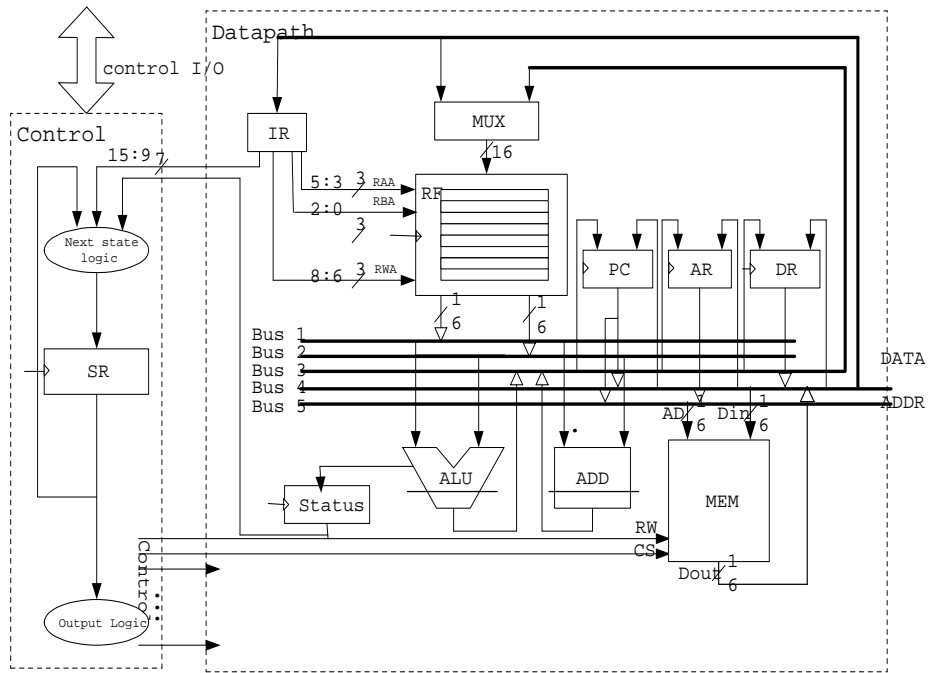 Datapath
control I/O
Control
15:9
7
IR
MUX
16
5:3
3
RAA
2:0
3
RBA
3
8:6
3
RWA
RF
Next state
logic
PC
AR
DR
1
6
1
6
Bus 1
Bus 2
Bus 3
Bus 4
Bus 5
DATA
ADDR
SR
AD
1
6
Din
1
6
ALU
ADD
MEM
Status
RW
CS
Dout
1
6
Output Logic